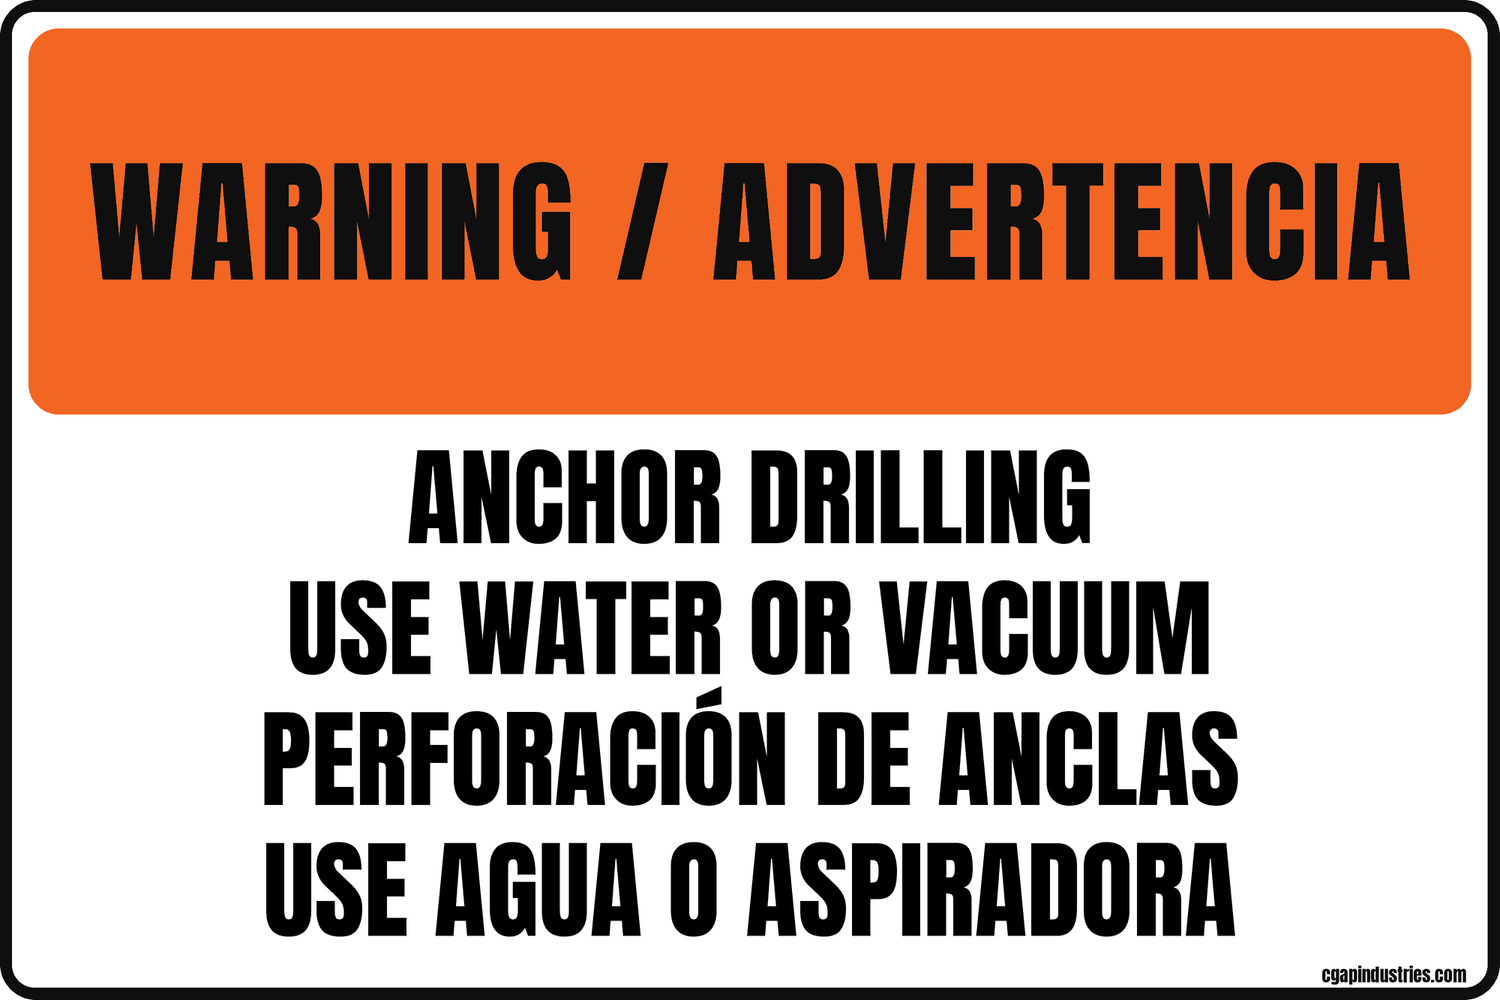 WARNING / ADVERTENCIA
ANCHOR DRILLING
USE WATER OR VACUUM
PERFORACIÓN DE ANCLAS
USE AGUA O ASPIRADORA
cgapindustries.com